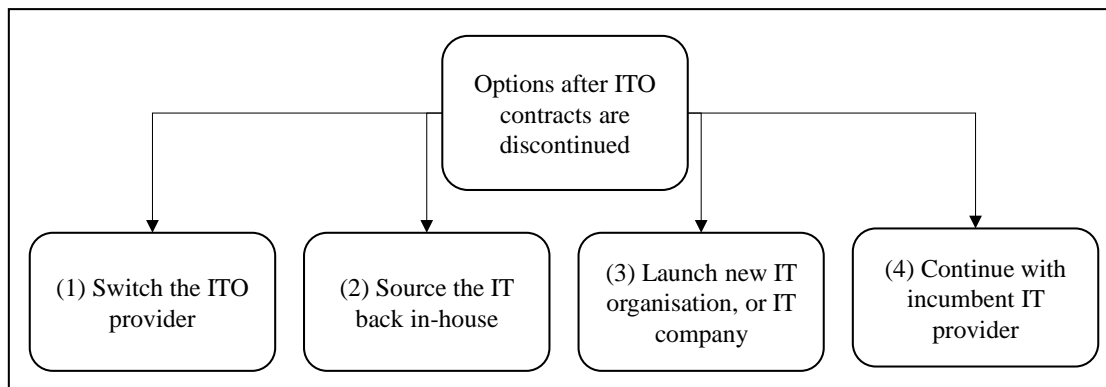 Options after ITO
contracts are
discontinued
(1) Switch the ITO
provider
(2) Source the IT
back in-house
(3) Launch new IT
organisation, or IT
company
(4) Continue with
incumbent IT
provider